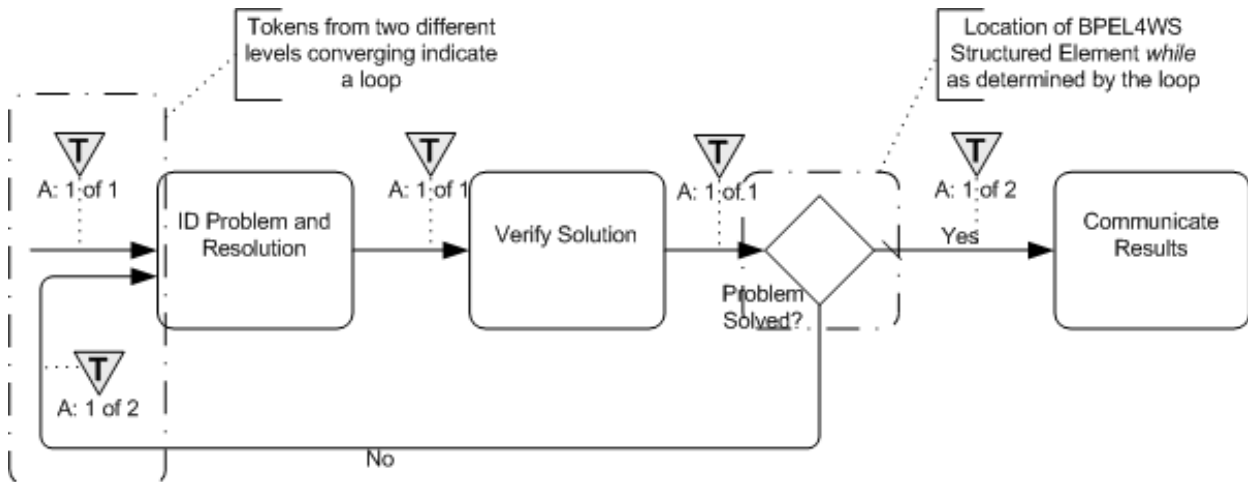 Tokens from two different
levels converging indicate
a loop
Location of BPEL4WS
Structured Element while
as determined by the loop
T
A: 1 of 1
T
A: 1 of 1
T
A: 1 of 1
T
A: 1 of 2
ID Problem and
Resolution
Verify Solution
Problem
Solved?
Yes
Communicate
Results
T
A: 1 of 2
No